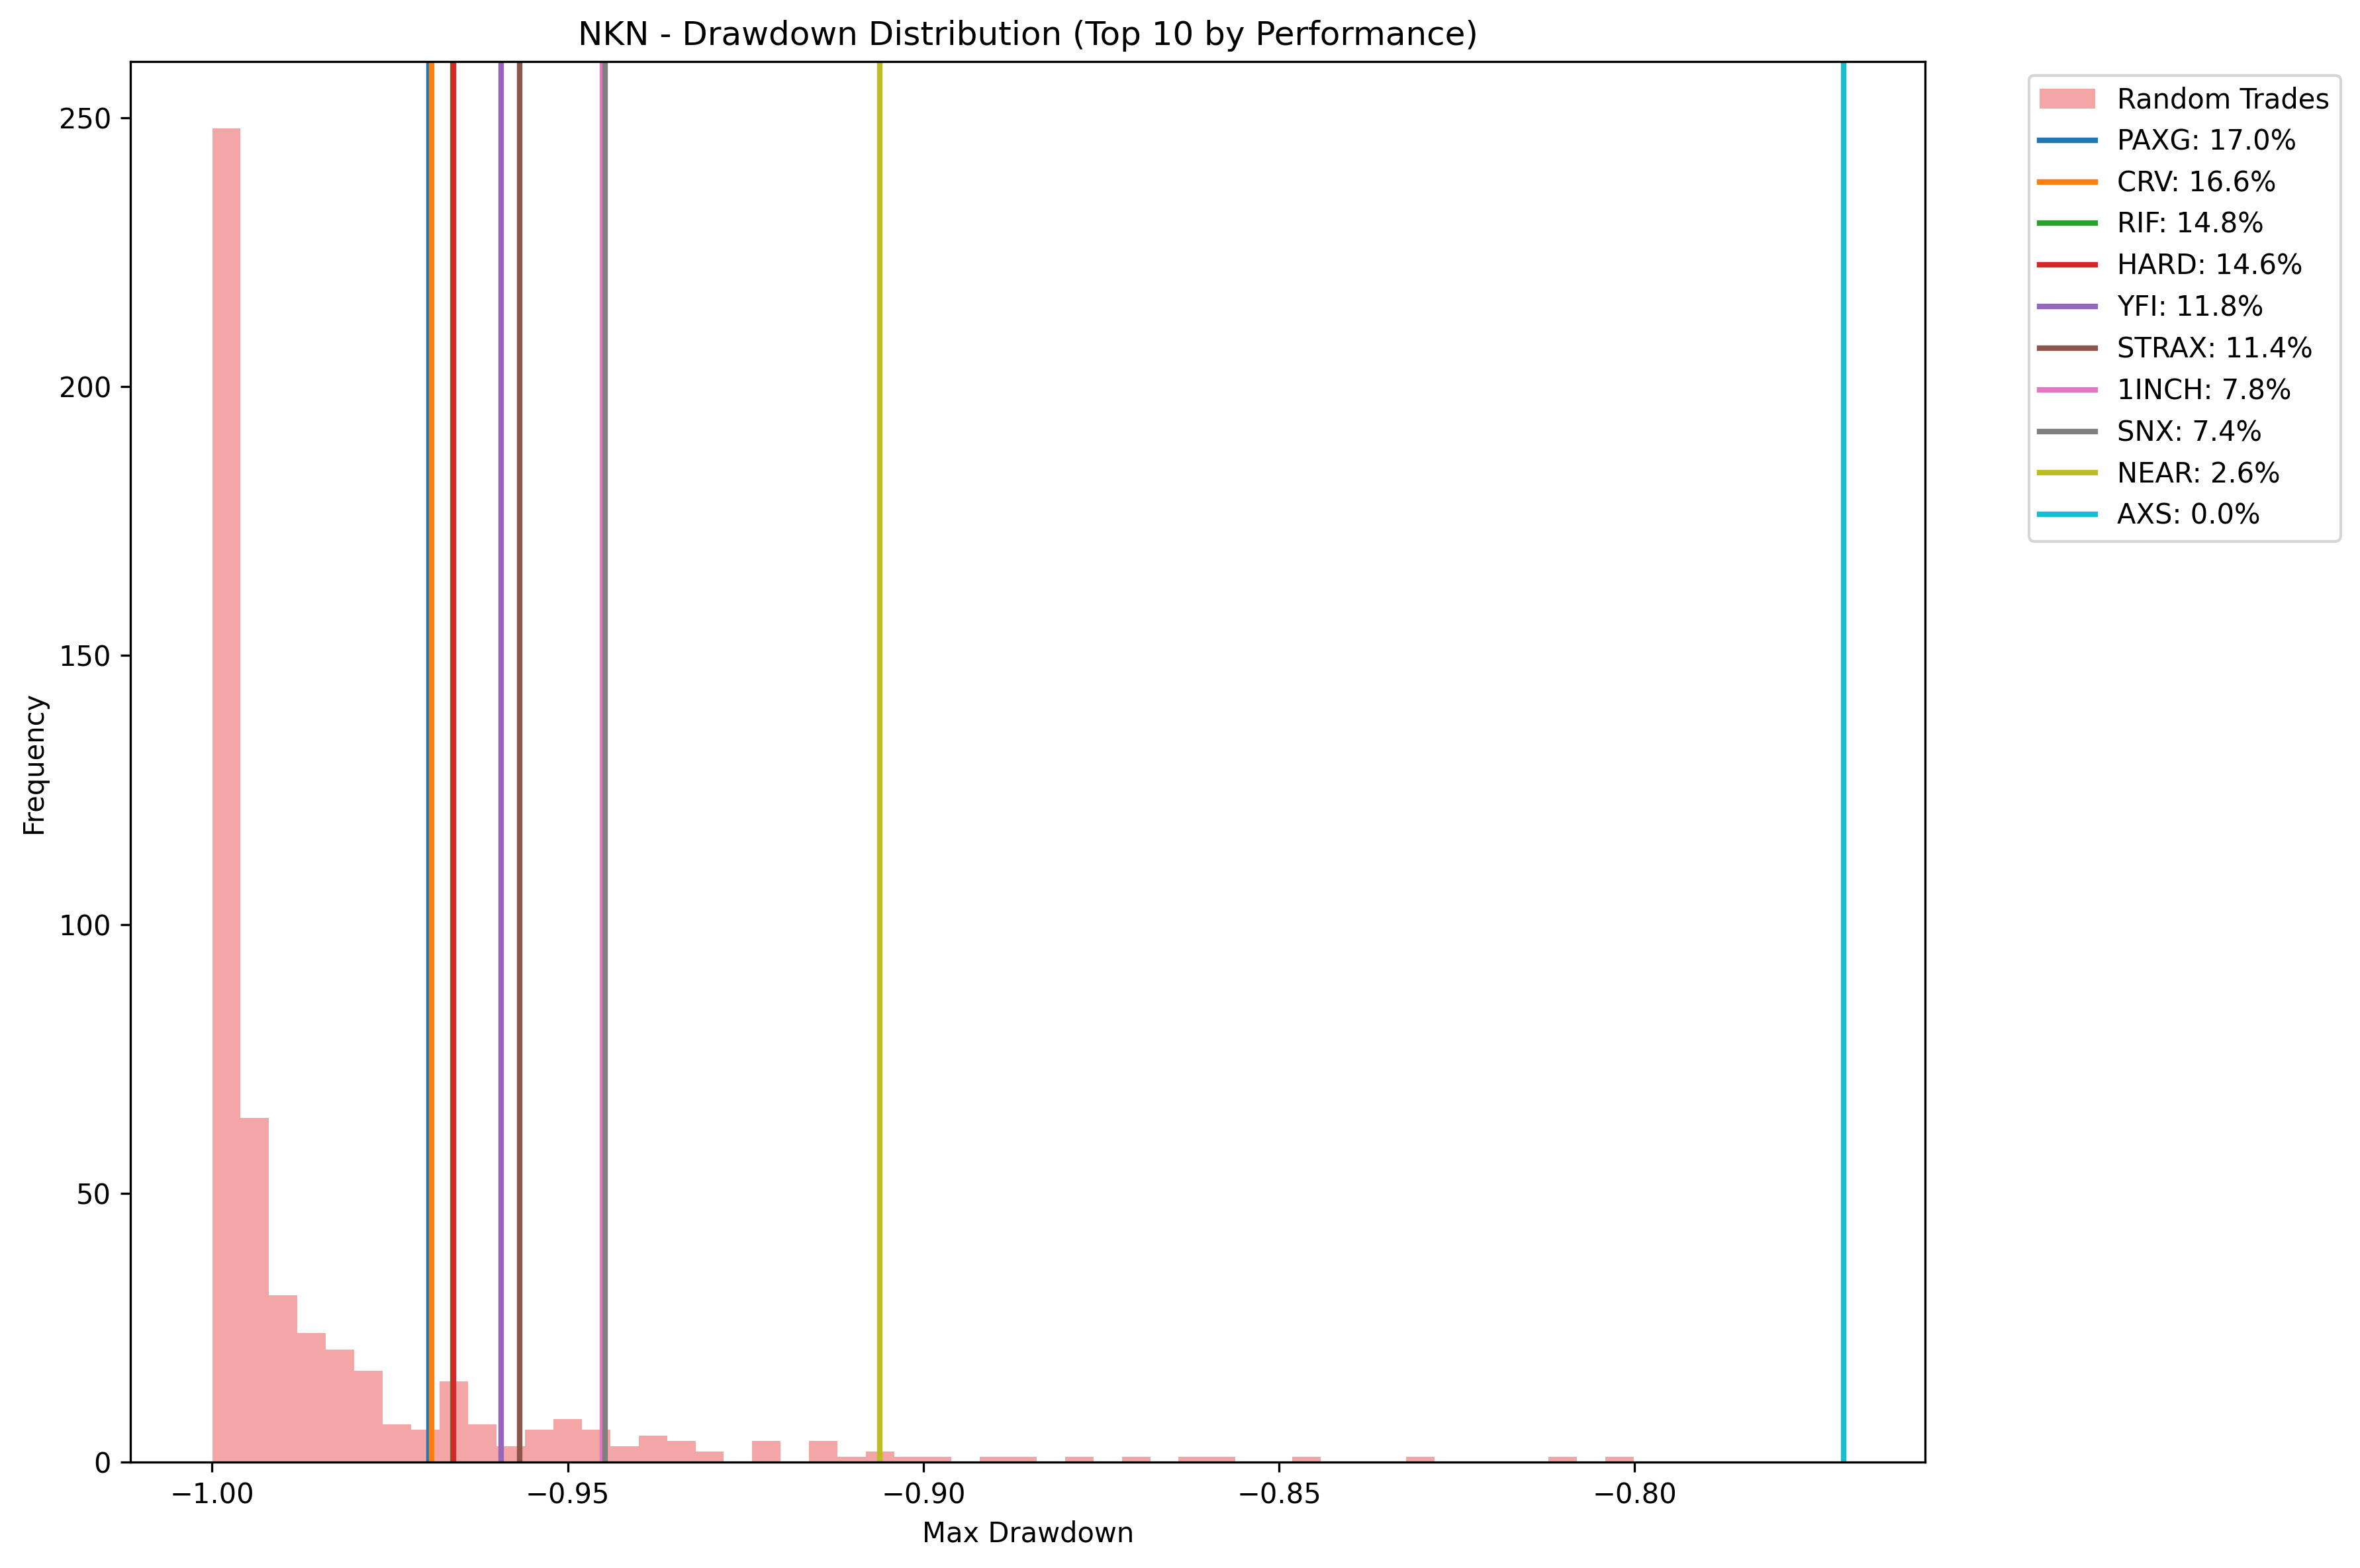 NKN - Drawdown Distribution (Top 10 by Performance)
Random Trades
PAXG: 17.0%
CRV: 16.6%
RIF: 14.8%
HARD: 14.6%
YFI: 11.8%
STRAX: 11.4%
1INCH: 7.8%
SNX: 7.4%
NEAR: 2.6%
AXS: 0.0%
Frequency
250
200
150
100
50
0
−1.00 −0.95 −0.90 −0.85 −0.80
Max Drawdown